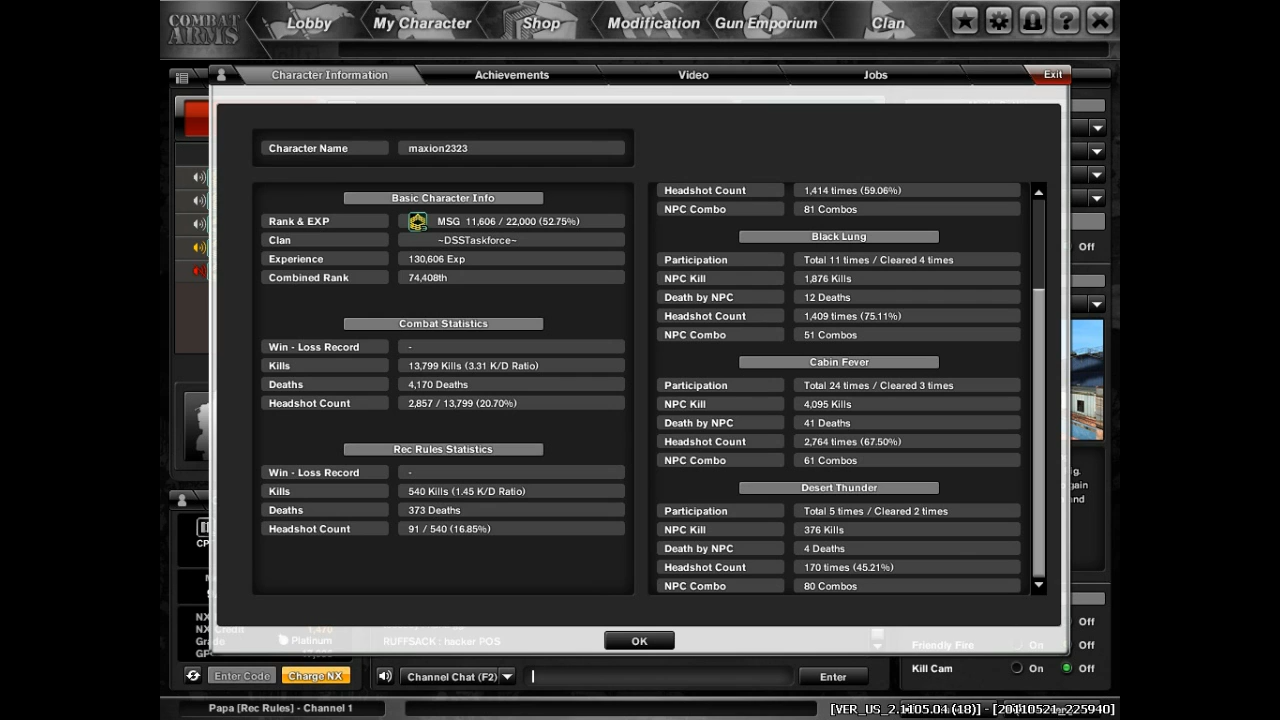 COMBAT ARMS
Lobby
My Character
Shop
Modification
Gun Emporium
Clan
Character Information
Achievements
Video
Jobs
Exit
Character Name maxion2323
Basic Character Info
Rank & EXP MSG 11,606 / 22,000 (52.75%)
Clan ~DSSTaskforce~
Experience 130,606 Exp
Combined Rank 74,408th
Combat Statistics
Win - Loss Record -
Kills 13,799 Kills (3.31 K/D Ratio)
Deaths 4,170 Deaths
Headshot Count 2,857 / 13,799 (20.70%)
Rec Rules Statistics
Win - Loss Record -
Kills 540 Kills (1.45 K/D Ratio)
Deaths 373 Deaths
Headshot Count 91 / 540 (16.85%)
Headshot Count 1,414 times (59.06%)
NPC Combo 81 Combos
Black Lung
Participation Total 11 times / Cleared 4 times
NPC Kill 1,876 Kills
Death by NPC 12 Deaths
Headshot Count 1,409 times (75.11%)
NPC Combo 51 Combos
Cabin Fever
Participation Total 24 times / Cleared 3 times
NPC Kill 4,095 Kills
Death by NPC 41 Deaths
Headshot Count 2,764 times (67.50%)
NPC Combo 61 Combos
Desert Thunder
Participation Total 5 times / Cleared 2 times
NPC Kill 376 Kills
Death by NPC 4 Deaths
Headshot Count 170 times (45.21%)
NPC Combo 80 Combos
Off
Off
OK
Platinum
RUFFSACK : hacker POS
Friendly Fire On Off
Kill Cam On Off
Enter Code
Charge NX
Channel Chat (F2)
Enter
Papa [Rec Rules] - Channel 1
[VER_US_2.1105.04 (18)] - [20110521_225940]